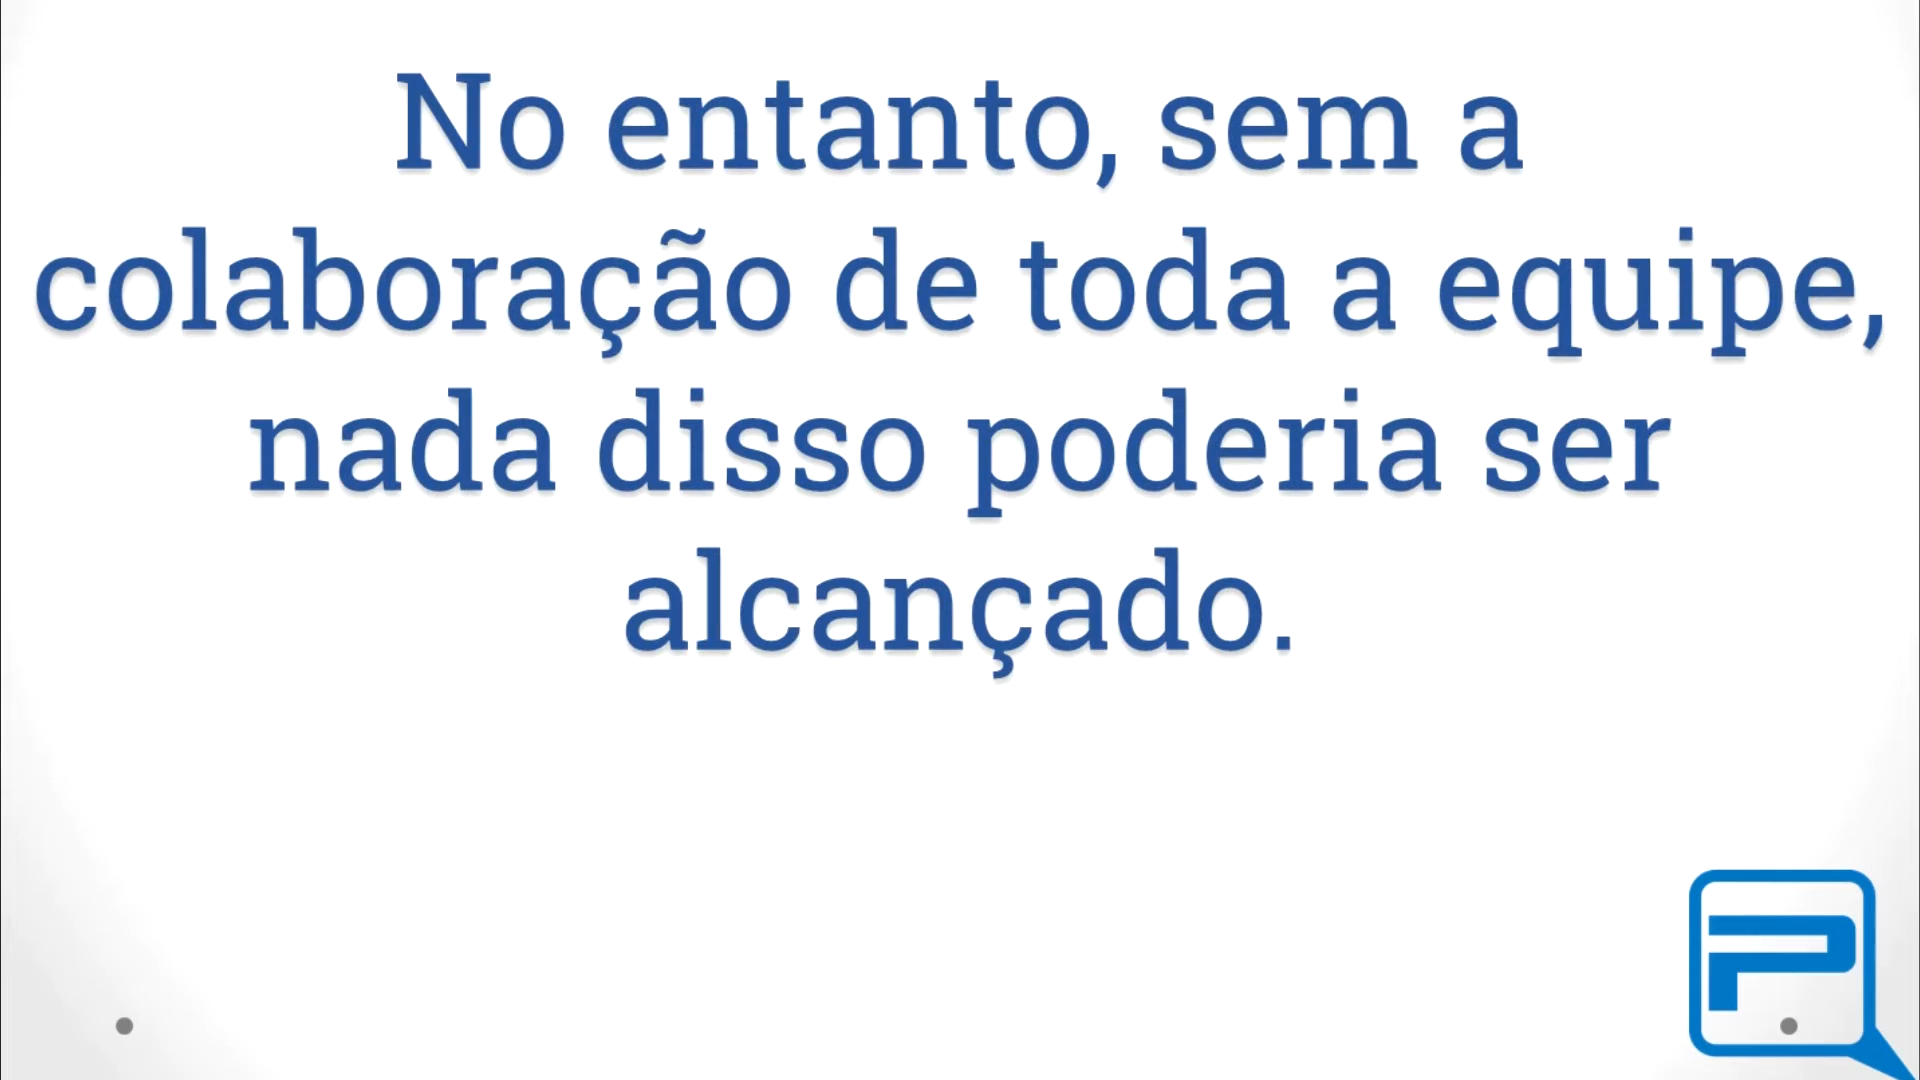 No entanto, sem a
colaboração de toda a equipe,
nada disso poderia ser
alcançado.
P